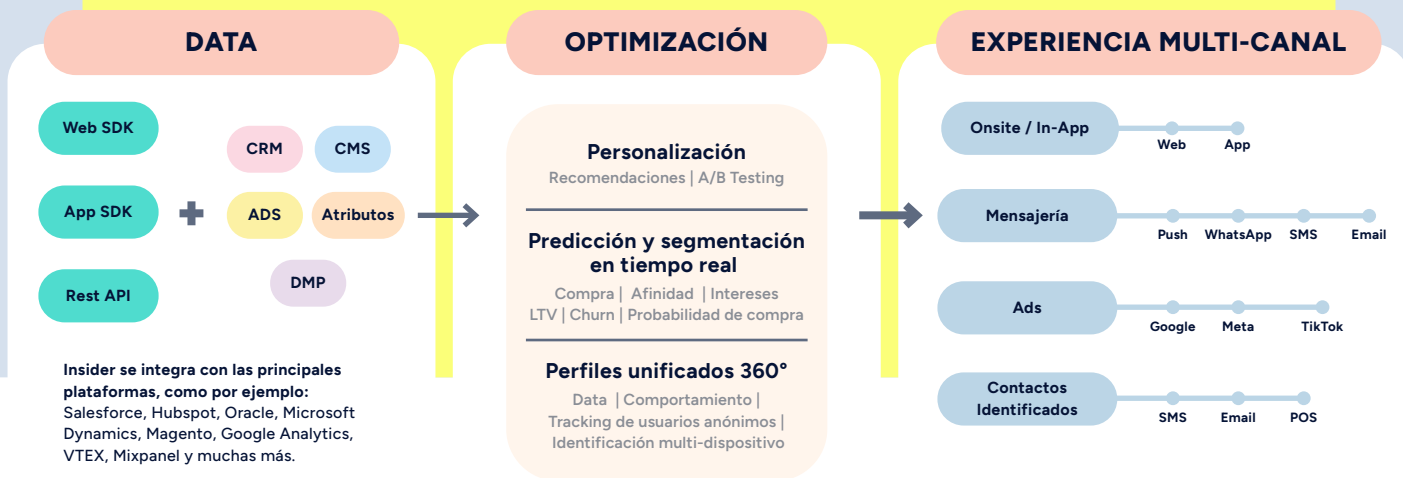 DATA
Web SDK
App SDK
Rest API
CRM
CMS
ADS
Atributos
DMP
Insider se integra con las principales
plataformas, como por ejemplo:
Salesforce, Hubspot, Oracle, Microsoft
Dynamics, Magento, Google Analytics,
VTEX, Mixpanel y muchas más.
OPTIMIZACIÓN
Personalización
Recomendaciones | A/B Testing
Predicción y segmentación
en tiempo real
Compra | Afinidad | Intereses
LTV | Churn | Probabilidad de compra
Perfiles unificados 360°
Data | Comportamiento |
Tracking de usuarios anónimos |
Identificación multi-dispositivo
EXPERIENCIA MULTI-CANAL
Onsite / In-App
Web App
Mensajería
Push WhatsApp SMS Email
Ads
Google Meta TikTok
Contactos
Identificados
SMS Email POS